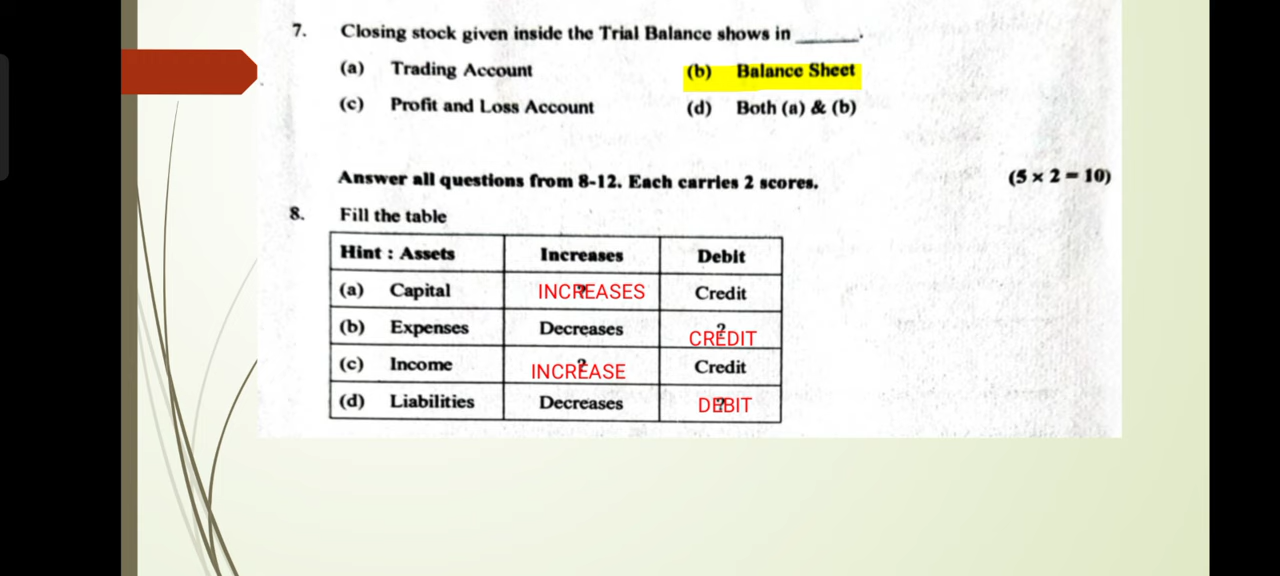 7. Closing stock given inside the Trial Balance shows in ______.
(a) Trading Account (b) Balance Sheet
(c) Profit and Loss Account (d) Both (a) & (b)
Answer all questions from 8-12. Each carries 2 scores. (5 × 2 = 10)
8. Fill the table
Hint : Assets Increases Debit
(a) Capital ? INCREASES Credit
(b) Expenses Decreases ? CREDIT
(c) Income ? INCREASE Credit
(d) Liabilities Decreases ? DEBIT